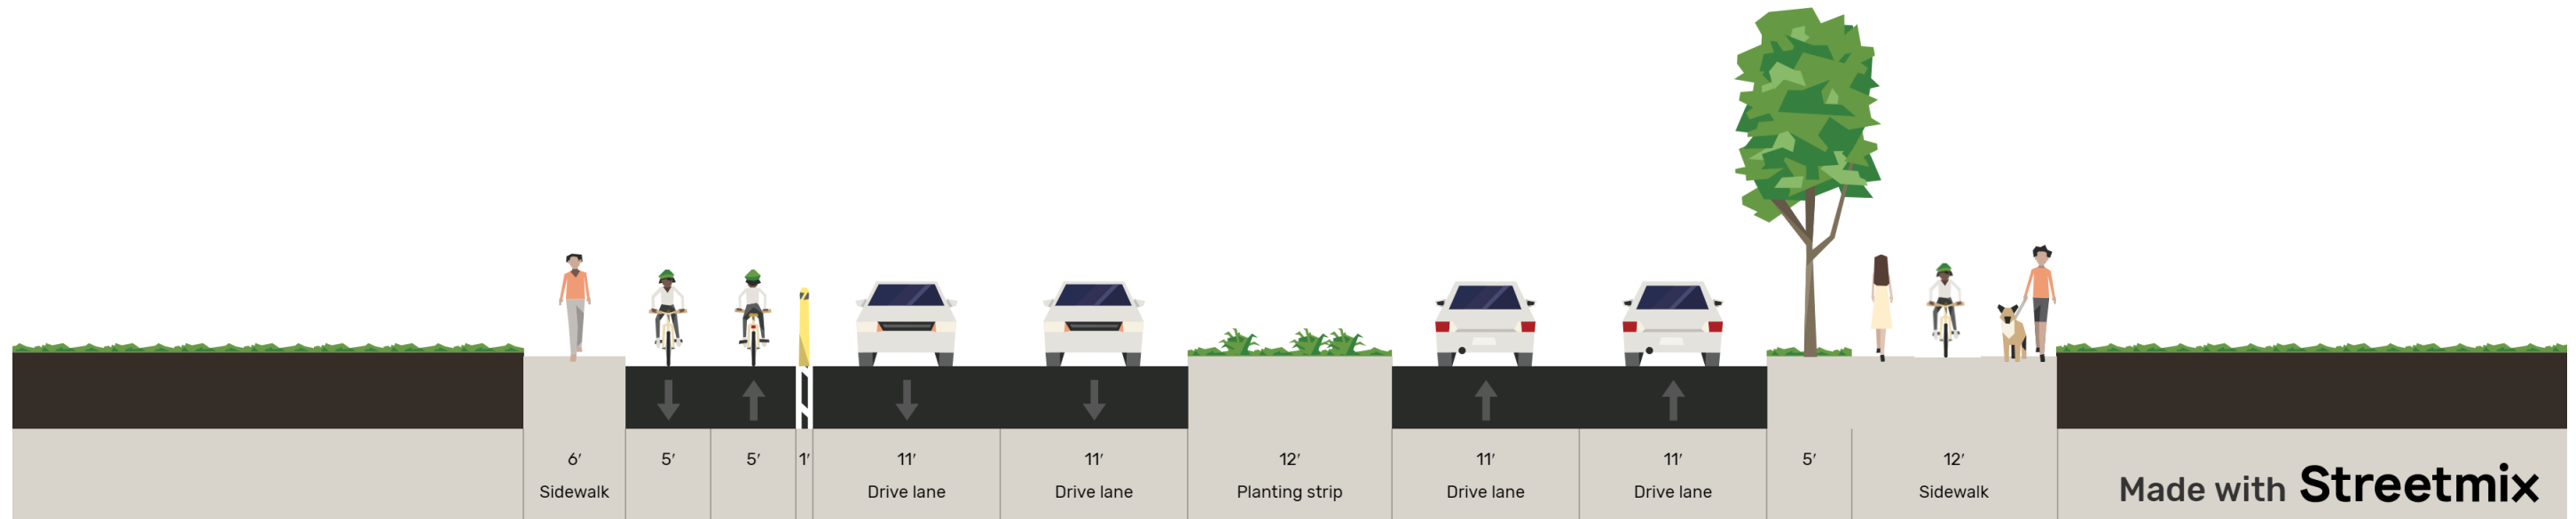 6′ 5′ 5′ 1′ 11′ 11′ 12′ 11′ 11′ 5′ 12′
Sidewalk Drive lane Drive lane Planting strip Drive lane Drive lane Sidewalk
Made with Streetmix